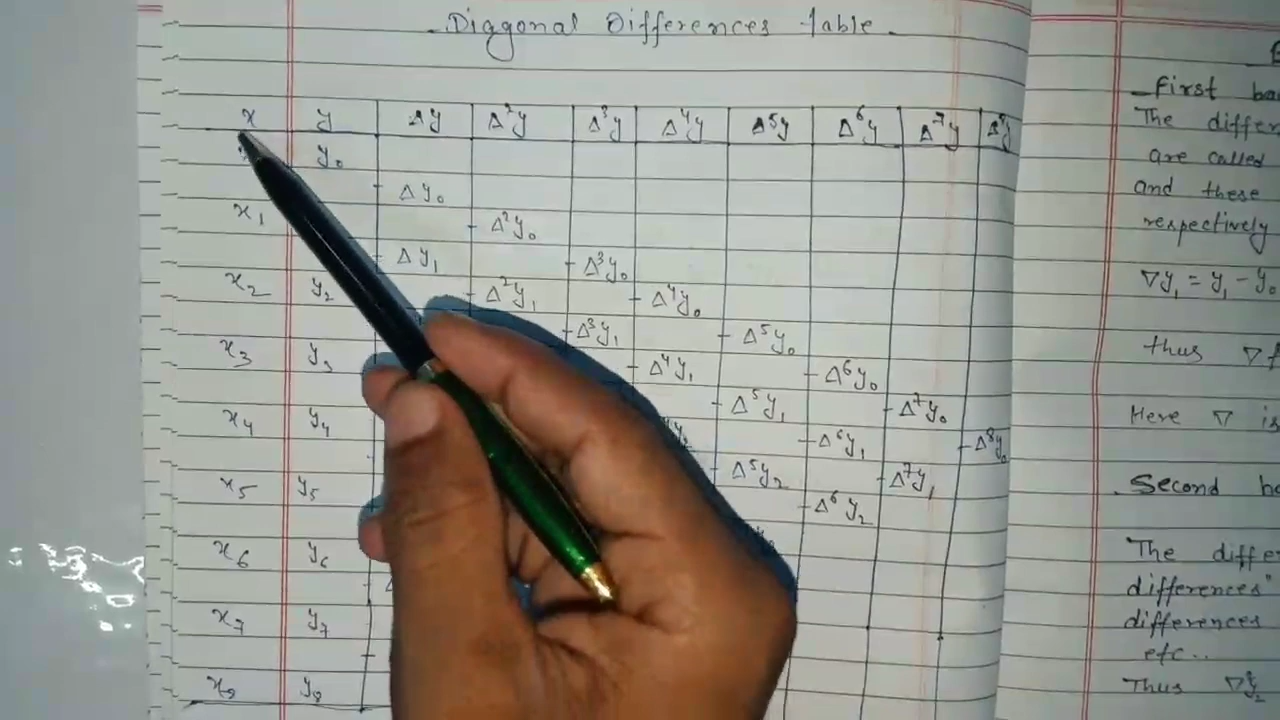 Diagonal Differences table
x y Δy Δ²y Δ³y Δ⁴y Δ⁵y Δ⁶y Δ⁷y Δ⁸y
y₀
Δy₀
x₁ Δ²y₀
Δy₁ Δ³y₀
x₂ y₂ Δ²y₁ Δ⁴y₀
Δ³y₁ Δ⁵y₀
x₃ y₃ Δ⁴y₁ Δ⁶y₀
Δ⁵y₁ Δ⁷y₀
x₄ y₄ Δ⁶y₁ Δ⁸y₀
Δ⁵y₂ Δ⁷y₁
x₅ y₅ Δ⁶y₂
x₆ y₆
x₇ y₇
x₈ y₈
First
The
are called
and these
respectively
∇y₁ = y₁ - y₀
thus ∇
Here ∇
Second
The
differences"
differences
etc..
Thus ∇